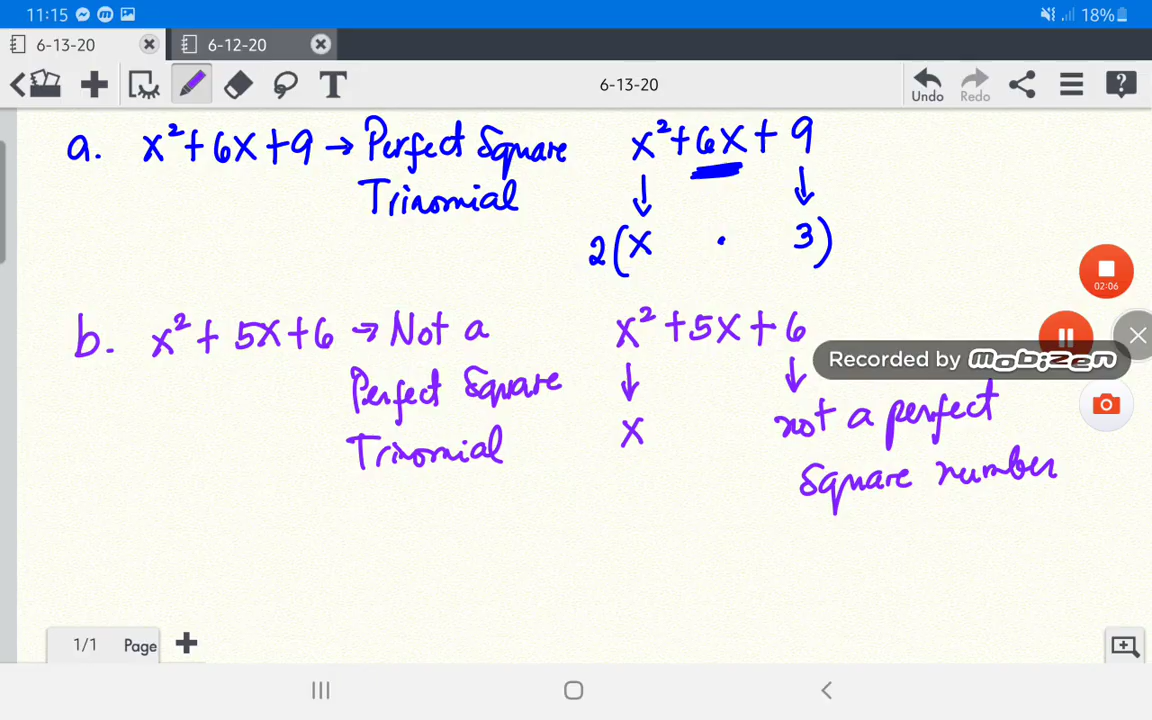 11:15 18%
6-13-20 6-12-20
T 6-13-20 Undo Redo ?
a. x²+6x+9 → Perfect Square
Trinomial
x²+6x+9
2(x · 3)
b. x²+5x+6 → Not a
Perfect Square
Trinomial
x²+5x+6
x not a perfect
square number
02:06
Recorded by mobizen
1/1 Page